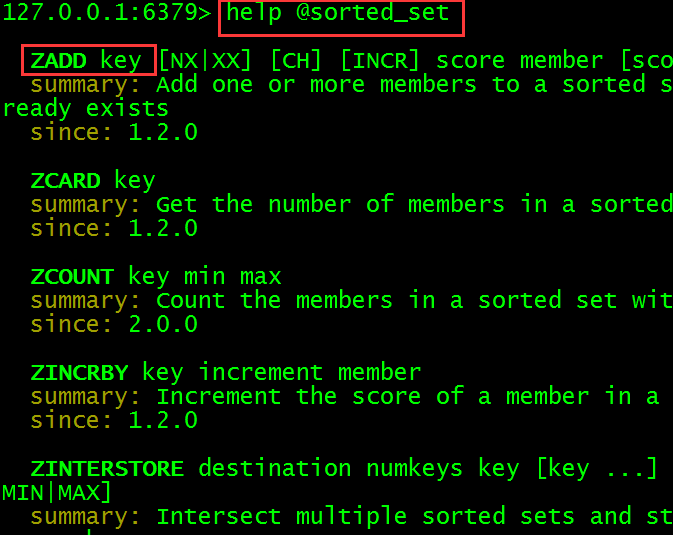 127.0.0.1:6379> help @sorted_set
ZADD key [NX|XX] [CH] [INCR] score member [sco
summary: Add one or more members to a sorted s
ready exists
since: 1.2.0
ZCARD key
summary: Get the number of members in a sorted
since: 1.2.0
ZCOUNT key min max
summary: Count the members in a sorted set wit
since: 2.0.0
ZINCRBY key increment member
summary: Increment the score of a member in a
since: 1.2.0
ZINTERSTORE destination numkeys key [key ...]
MIN|MAX]
summary: Intersect multiple sorted sets and st